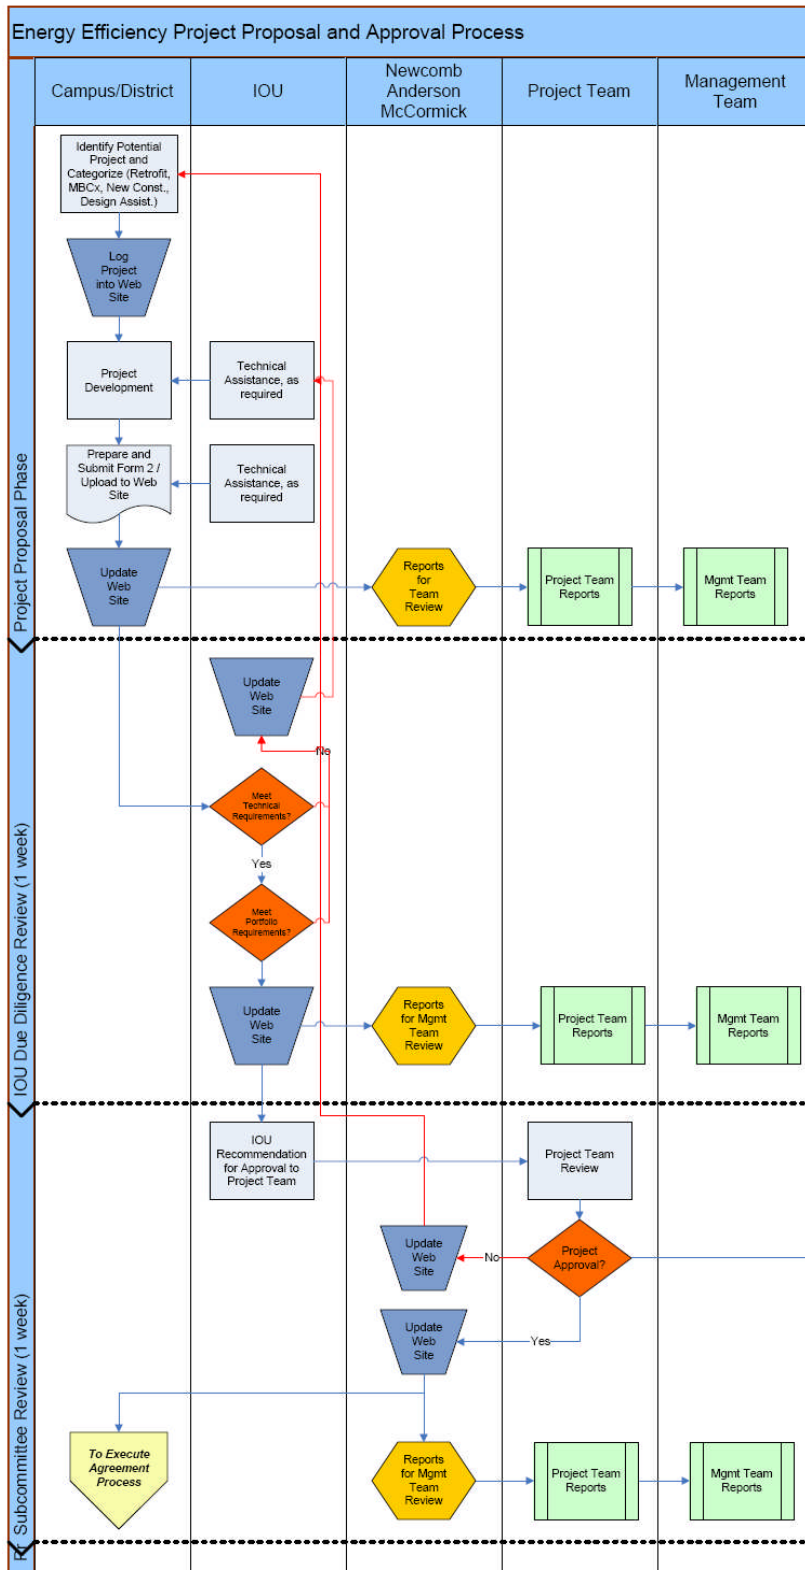 Energy Efficiency Project Proposal and Approval Process
Campus/District
IOU
Newcomb
Anderson
McCormick
Project Team
Management
Team
Project Proposal Phase
Identify Potential
Project and
Categorize (Retrofit,
MBCx, New Const.,
Design Assist.)
Log
Project
into Web
Site
Project
Development
Technical
Assistance, as
required
Prepare and
Submit Form 2 /
Upload to Web
Site
Technical
Assistance, as
required
Update
Web
Site
Reports
for
Team
Review
Project Team
Reports
Mgmt Team
Reports
IOU Due Diligence Review (1 week)
Update
Web
Site
No
Meet
Technical
Requirements?
Yes
Meet
Portfolio
Requirements?
Update
Web
Site
Reports
for Mgmt
Team
Review
Project Team
Reports
Mgmt Team
Reports
Subcommittee Review (1 week)
IOU
Recommendation
for Approval to
Project Team
Project Team
Review
Update
Web
Site
No
Project
Approval?
Update
Web
Site
Yes
To Execute
Agreement
Process
Reports
for Mgmt
Team
Review
Project Team
Reports
Mgmt Team
Reports